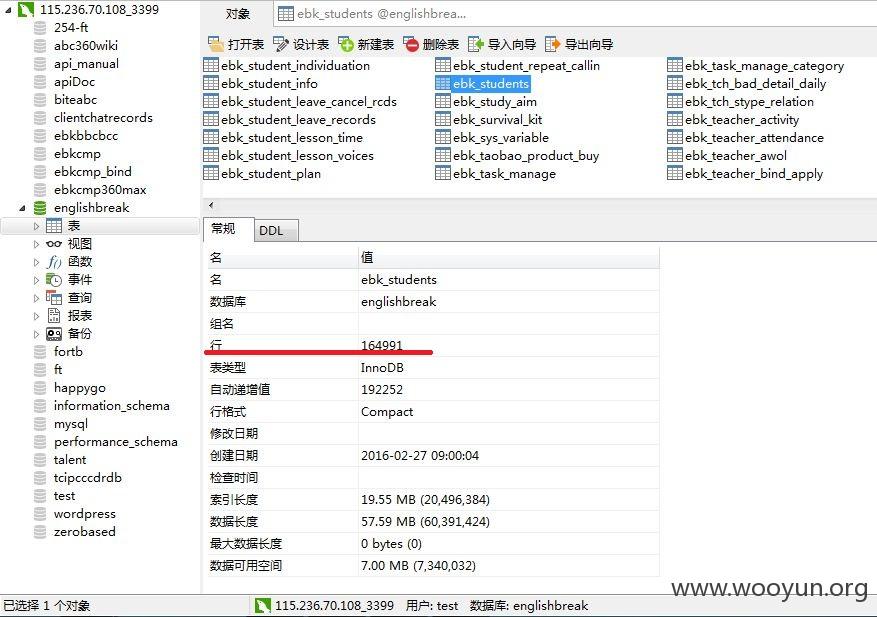 115.236.70.108_3399
254-ft
abc360wiki
api_manual
apiDoc
biteabc
clientchatrecords
ebkbbcbcc
ebkcmp
ebkcmp_bind
ebkcmp360max
englishbreak
表
视图
函数
事件
查询
报表
备份
fortb
ft
happygo
information_schema
mysql
performance_schema
talent
tcipcccdrdb
test
wordpress
zerobased
对象 ebk_students @englishbrea...
打开表 设计表 新建表 删除表 导入向导 导出向导
ebk_student_individuation ebk_student_repeat_callin ebk_task_manage_category
ebk_student_info ebk_students ebk_tch_bad_detail_daily
ebk_student_leave_cancel_rcds ebk_study_aim ebk_tch_stype_relation
ebk_student_leave_records ebk_survival_kit ebk_teacher_activity
ebk_student_lesson_time ebk_sys_variable ebk_teacher_attendance
ebk_student_lesson_voices ebk_taobao_product_buy ebk_teacher_awol
ebk_student_plan ebk_task_manage ebk_teacher_bind_apply
常规 DDL
名 值
名 ebk_students
数据库 englishbreak
组名
行 164991
表类型 InnoDB
自动递增值 192252
行格式 Compact
修改日期
创建日期 2016-02-27 09:00:04
检查时间
索引长度 19.55 MB (20,496,384)
数据长度 57.59 MB (60,391,424)
最大数据长度 0 bytes (0)
数据可用空间 7.00 MB (7,340,032)
www.wooyun.org
已选择 1 个对象 115.236.70.108_3399 用户: test 数据库: englishbreak